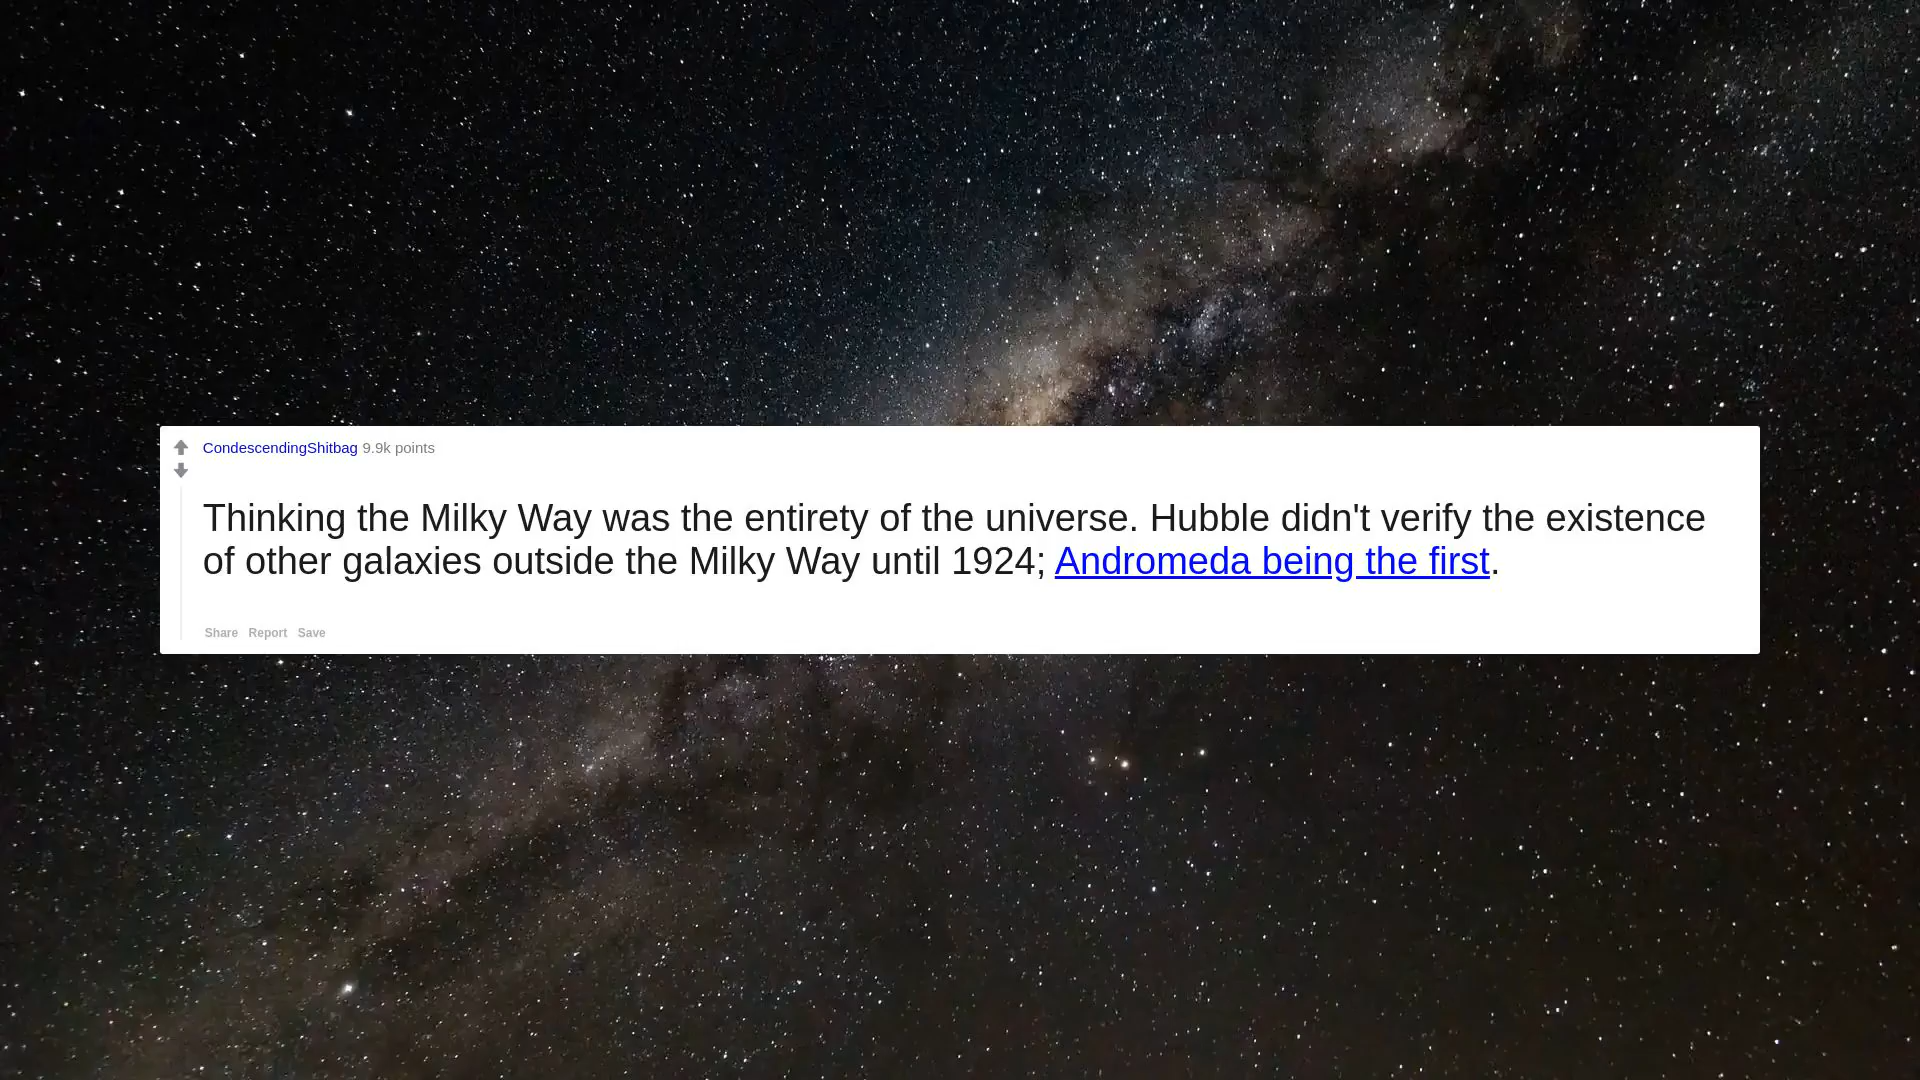 CondescendingShitbag 9.9k points
Thinking the Milky Way was the entirety of the universe. Hubble didn't verify the existence
of other galaxies outside the Milky Way until 1924; Andromeda being the first.
Share Report Save